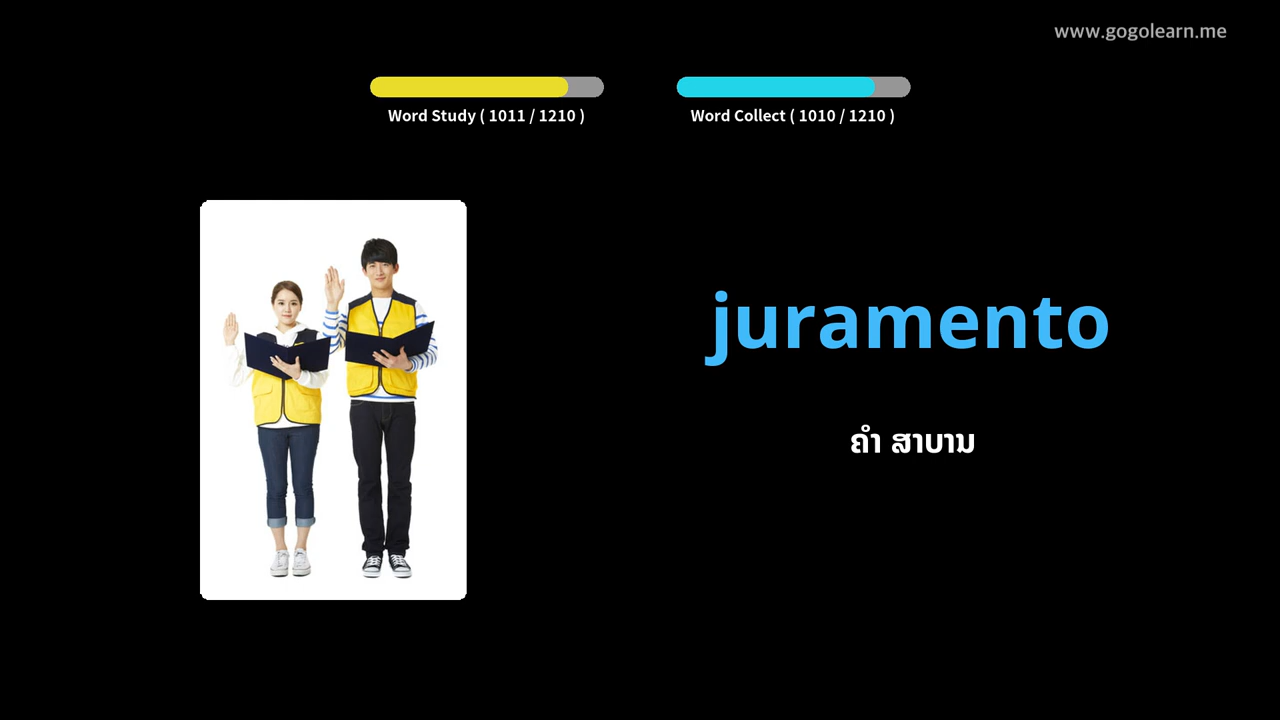 www.gogolearn.me
Word Study ( 1011 / 1210 )
Word Collect ( 1010 / 1210 )
juramento
ຄຳ ສາບານ